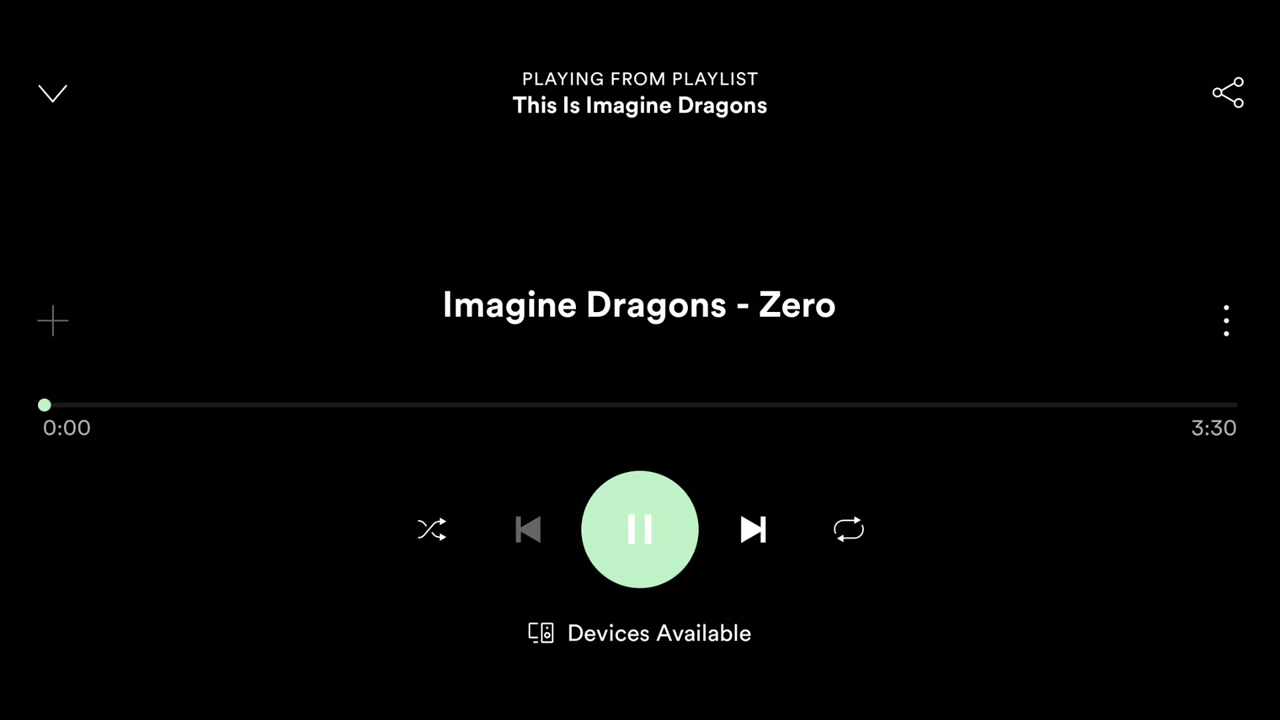 PLAYING FROM PLAYLIST
This Is Imagine Dragons
Imagine Dragons - Zero
0:00
3:30
Devices Available